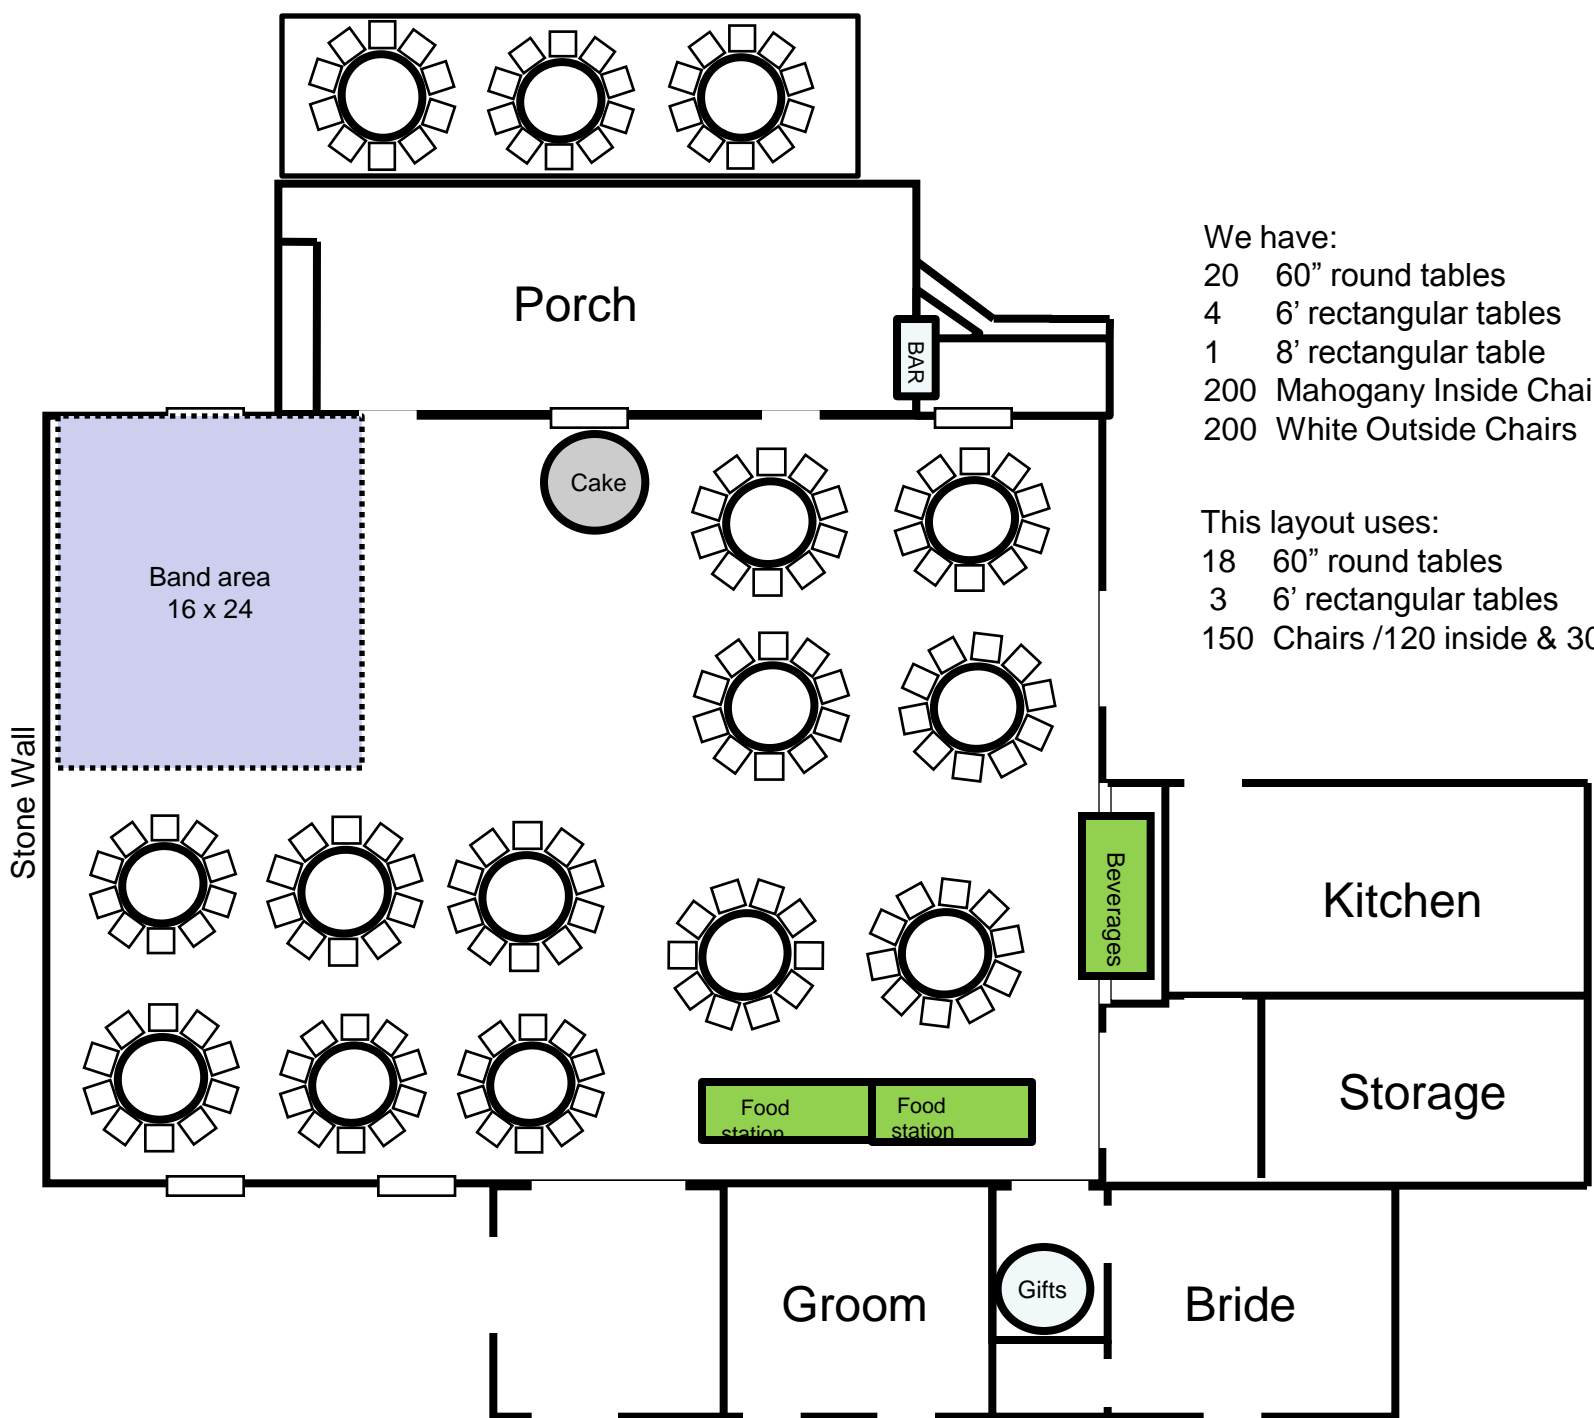 We have:
20 60” round tables
4 6’ rectangular tables
1 8’ rectangular table
200 Mahogany Inside Chai
200 White Outside Chairs
Porch
BAR
Cake
Band area
16 x 24
This layout uses:
18 60” round tables
3 6’ rectangular tables
150 Chairs /120 inside & 30
Stone Wall
Beverages
Kitchen
Storage
Food
station
Food
station
Groom
Gifts
Bride